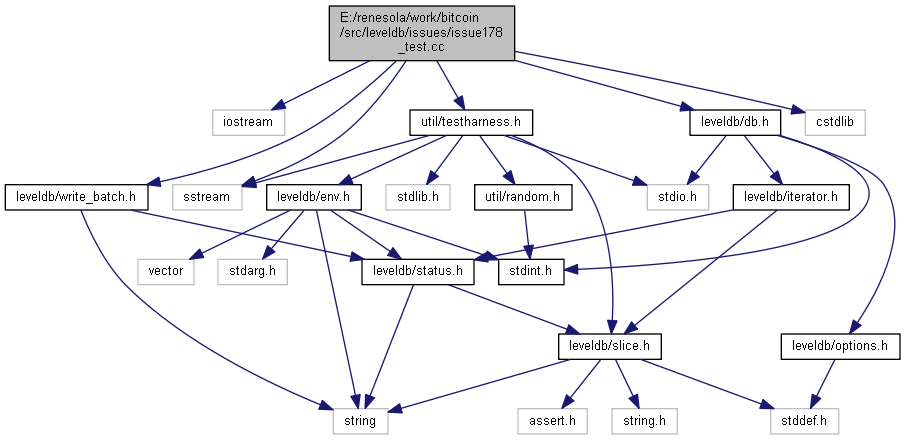 E:/renesola/work/bitcoin
/src/leveldb/issues/issue178
_test.cc
iostream
util/testharness.h
leveldb/db.h
cstdlib
leveldb/write_batch.h
sstream
leveldb/env.h
stdlib.h
util/random.h
stdio.h
leveldb/iterator.h
vector
stdarg.h
leveldb/status.h
stdint.h
leveldb/slice.h
leveldb/options.h
string
assert.h
string.h
stddef.h